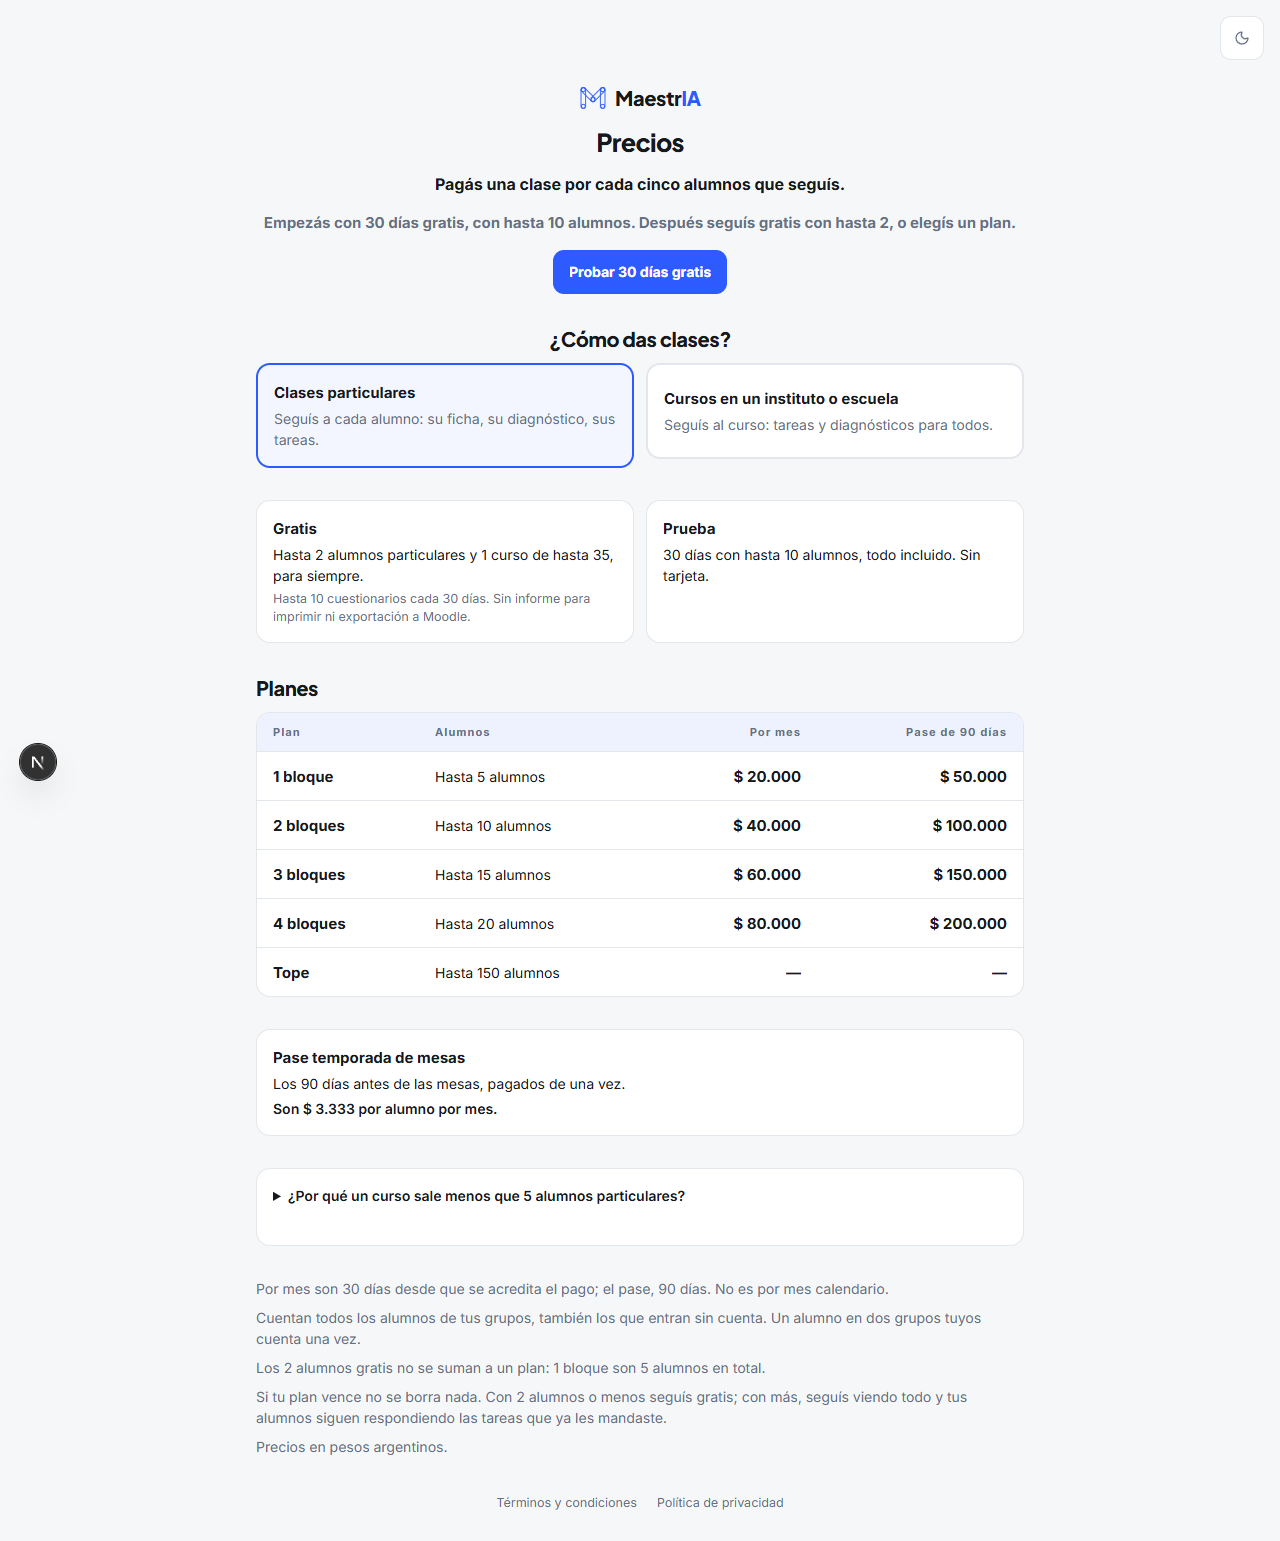 MaestrIA
Precios
Pagás una clase por cada cinco alumnos que seguís.
Empezás con 30 días gratis, con hasta 10 alumnos. Después seguís gratis con hasta 2, o elegís un plan.
Probar 30 días gratis
¿Cómo das clases?
Clases particulares
Seguís a cada alumno: su ficha, su diagnóstico, sus
tareas.
Cursos en un instituto o escuela
Seguís al curso: tareas y diagnósticos para todos.
Gratis
Hasta 2 alumnos particulares y 1 curso de hasta 35,
para siempre.
Hasta 10 cuestionarios cada 30 días. Sin informe para
imprimir ni exportación a Moodle.
Prueba
30 días con hasta 10 alumnos, todo incluido. Sin
tarjeta.
Planes
Plan Alumnos Por mes Pase de 90 días
1 bloque Hasta 5 alumnos $ 20.000 $ 50.000
2 bloques Hasta 10 alumnos $ 40.000 $ 100.000
3 bloques Hasta 15 alumnos $ 60.000 $ 150.000
4 bloques Hasta 20 alumnos $ 80.000 $ 200.000
Tope Hasta 150 alumnos — —
Pase temporada de mesas
Los 90 días antes de las mesas, pagados de una vez.
Son $ 3.333 por alumno por mes.
¿Por qué un curso sale menos que 5 alumnos particulares?
Por mes son 30 días desde que se acredita el pago; el pase, 90 días. No es por mes calendario.
Cuentan todos los alumnos de tus grupos, también los que entran sin cuenta. Un alumno en dos grupos tuyos
cuenta una vez.
Los 2 alumnos gratis no se suman a un plan: 1 bloque son 5 alumnos en total.
Si tu plan vence no se borra nada. Con 2 alumnos o menos seguís gratis; con más, seguís viendo todo y tus
alumnos siguen respondiendo las tareas que ya les mandaste.
Precios en pesos argentinos.
Términos y condiciones Política de privacidad